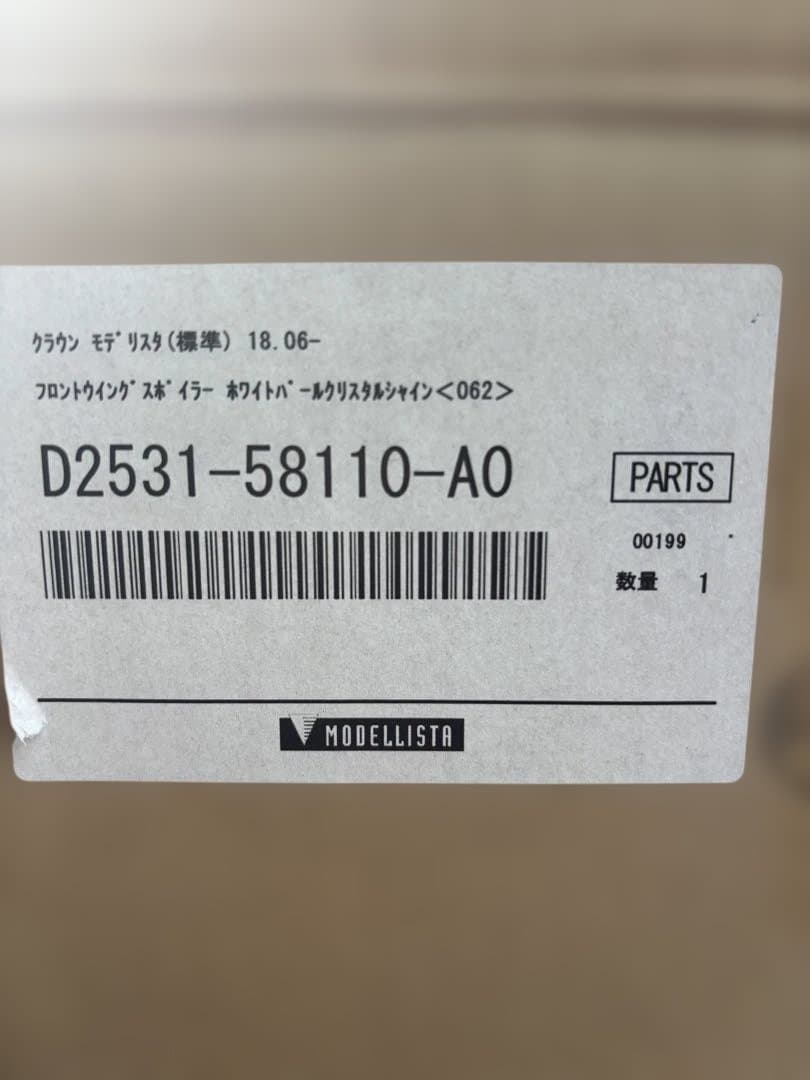 ｸﾗｳﾝ ﾓﾃﾞﾘｽﾀ(標準) 18.06-
ﾌﾛﾝﾄｳｲﾝｸﾞｽﾎﾟｲﾗｰ ﾎﾜｲﾄﾊﾟｰﾙｸﾘｽﾀﾙｼｬｲﾝ<062>
D2531-58110-A0
PARTS
00199
数量 1
MODELLISTA